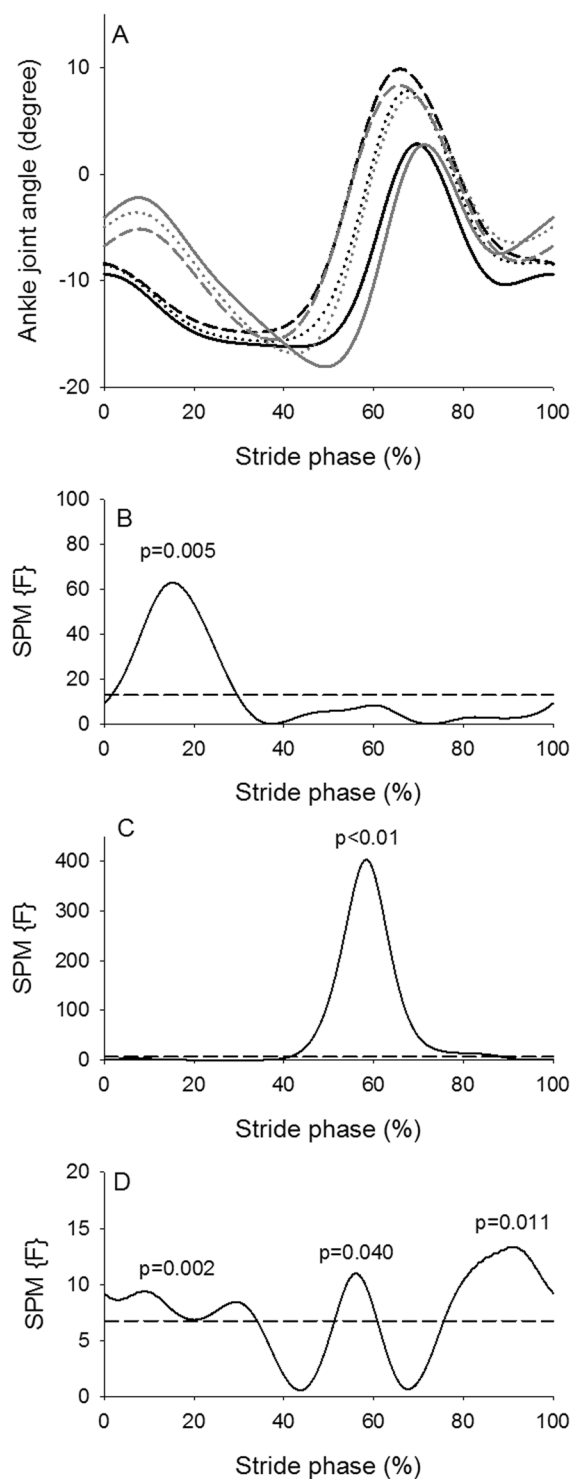 A
Ankle joint angle (degree)
10
0
-10
-20
0 20 40 60 80 100
Stride phase (%)
B
p=0.005
SPM {F}
100
80
60
40
20
0
0 20 40 60 80 100
Stride phase (%)
C
p<0.01
SPM {F}
400
300
200
100
0
0 20 40 60 80 100
Stride phase (%)
D
p=0.002
p=0.040
p=0.011
SPM {F}
20
15
10
5
0
0 20 40 60 80 100
Stride phase (%)